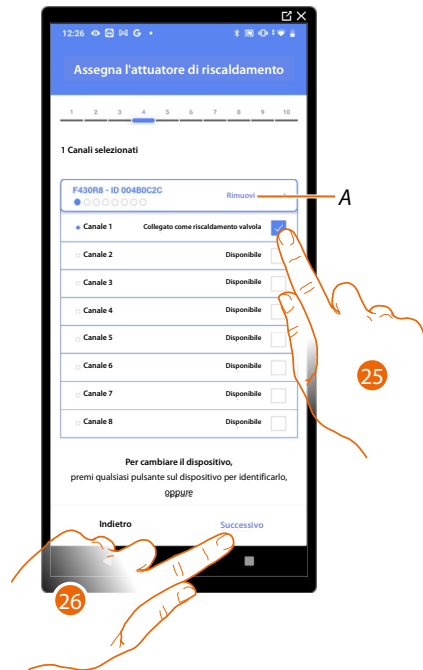 12:26 G
Assegna l'attuatore di riscaldamento
1 2 3 4 5 6 7 8 9 10
1 Canali selezionati
F430R8 - ID 004B0C2C
Rimuovi
A
Canale 1 Collegato come riscaldamento valvola
Canale 2 Disponibile
Canale 3 Disponibile
Canale 4 Disponibile
Canale 5 Disponibile
Canale 6 Disponibile
Canale 7 Disponibile
Canale 8 Disponibile
25
Per cambiare il dispositivo,
premi qualsiasi pulsante sul dispositivo per identificarlo,
oppure
Indietro Successivo
26